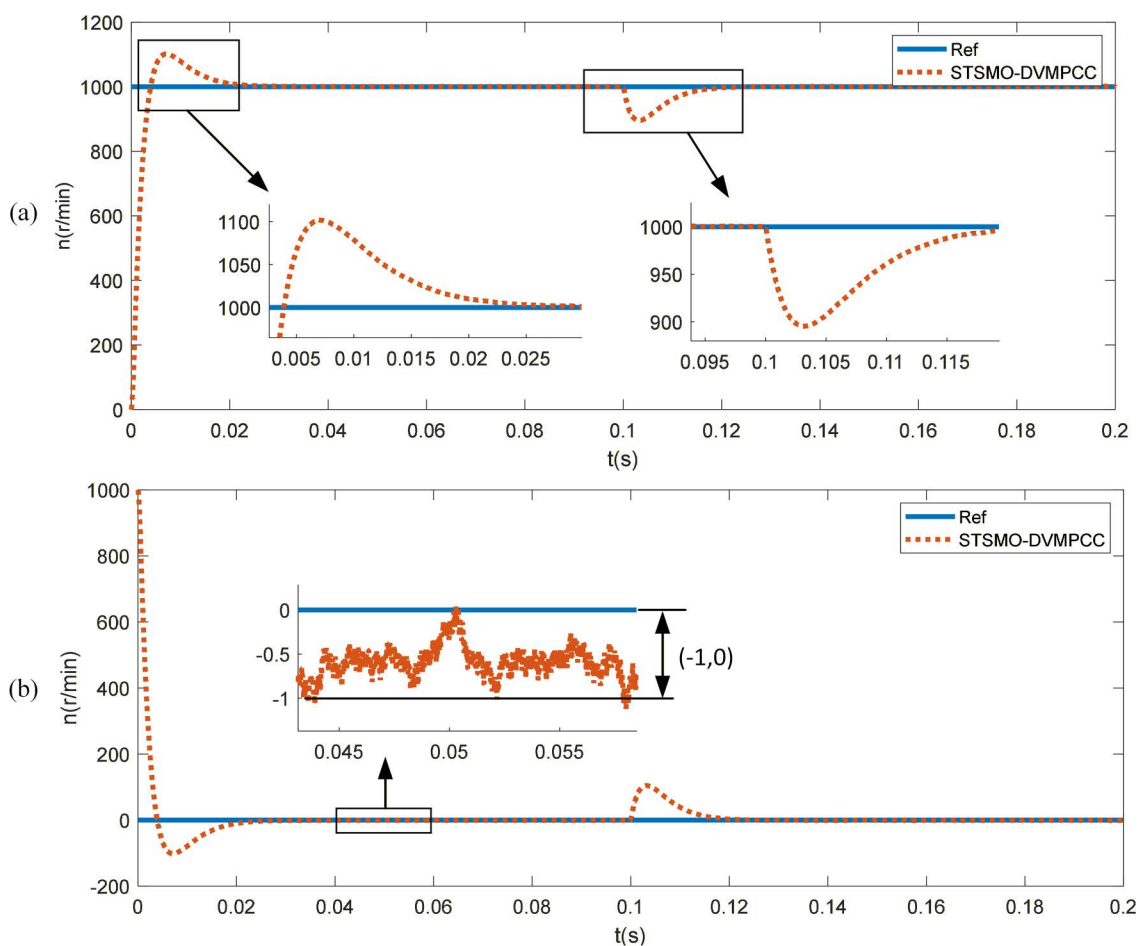 (a)
n(r/min)
1200
1000
800
600
400
200
0
Ref
STSMO-DVMPCC
1100
1050
1000
0.005 0.01 0.015 0.02 0.025
1000
950
900
0.095 0.1 0.105 0.11 0.115
0 0.02 0.04 0.06 0.08 0.1 0.12 0.14 0.16 0.18 0.2
t(s)
(b)
n(r/min)
1000
800
600
400
200
0
-200
Ref
STSMO-DVMPCC
0
-0.5
-1
(-1,0)
0.045 0.05 0.055
0 0.02 0.04 0.06 0.08 0.1 0.12 0.14 0.16 0.18 0.2
t(s)